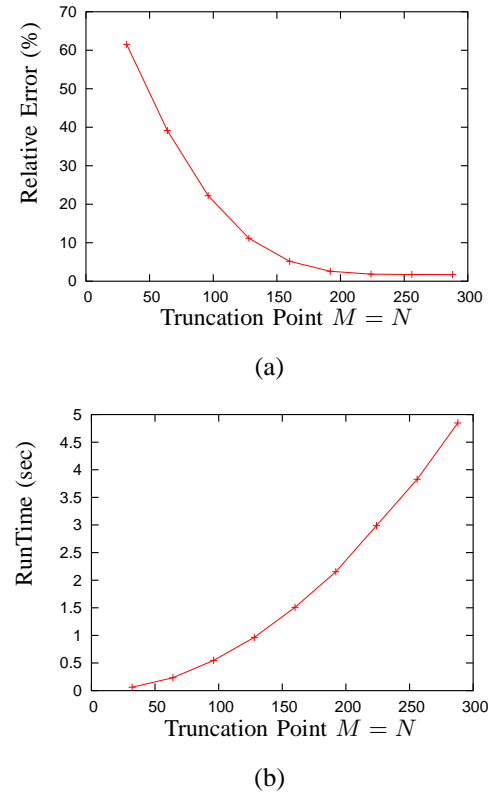 70
60
50
40
30
20
10
0
Relative Error (%)
0 50 100 150 200 250 300
Truncation Point M = N
(a)
5
4.5
4
3.5
3
2.5
2
1.5
1
0.5
0
RunTime (sec)
0 50 100 150 200 250 300
Truncation Point M = N
(b)